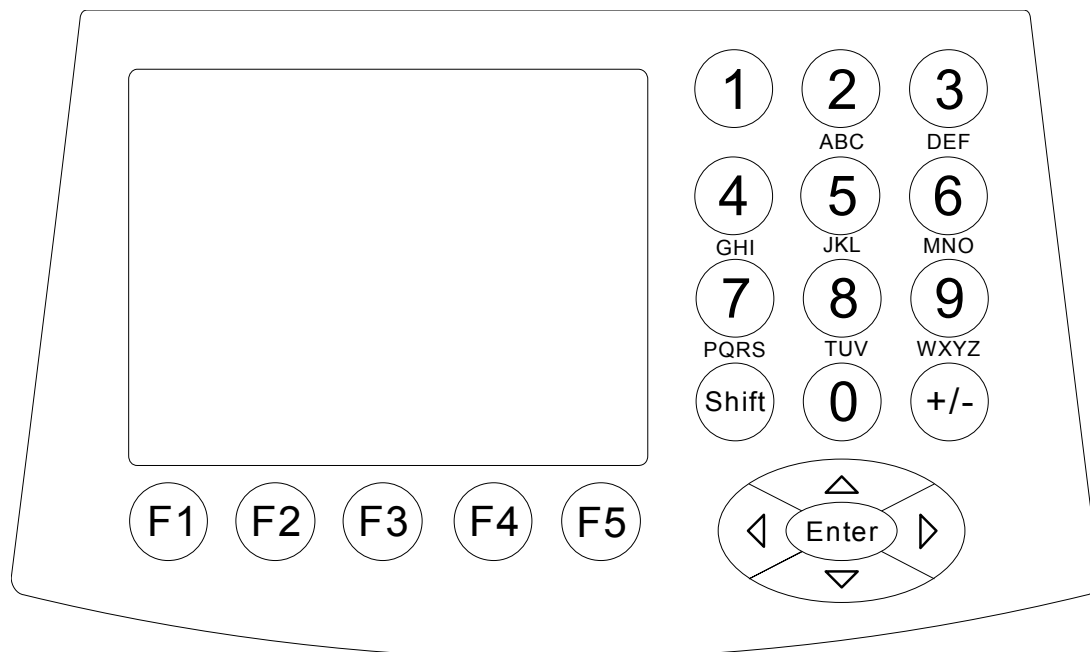 1 2 3
ABC DEF
4 5 6
GHI JKL MNO
7 8 9
PQRS TUV WXYZ
Shift 0 +/-
F1 F2 F3 F4 F5
Enter